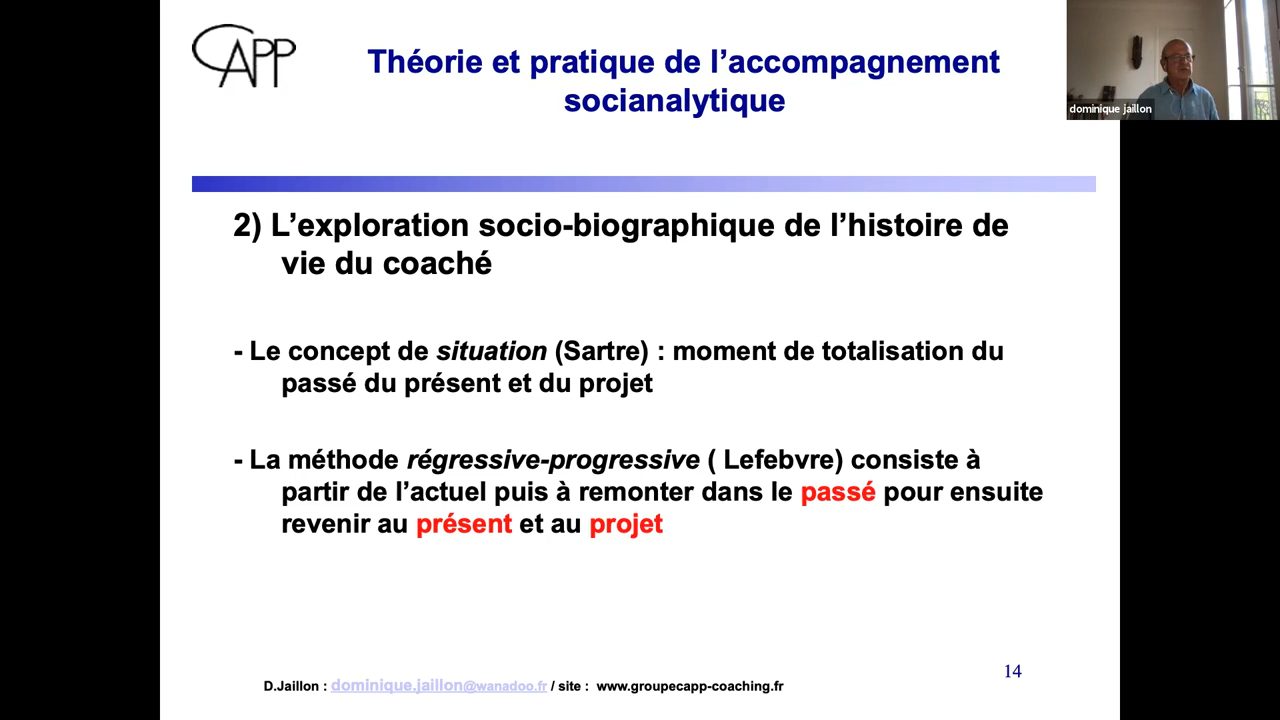 CAPP
Théorie et pratique de l’accompagnement
socianalytique
dominique jaillon
2) L’exploration socio-biographique de l’histoire de
vie du coaché
- Le concept de situation (Sartre) : moment de totalisation du
passé du présent et du projet
- La méthode régressive-progressive ( Lefebvre) consiste à
partir de l’actuel puis à remonter dans le passé pour ensuite
revenir au présent et au projet
14
D.Jaillon : dominique.jaillon@wanadoo.fr / site : www.groupecapp-coaching.fr